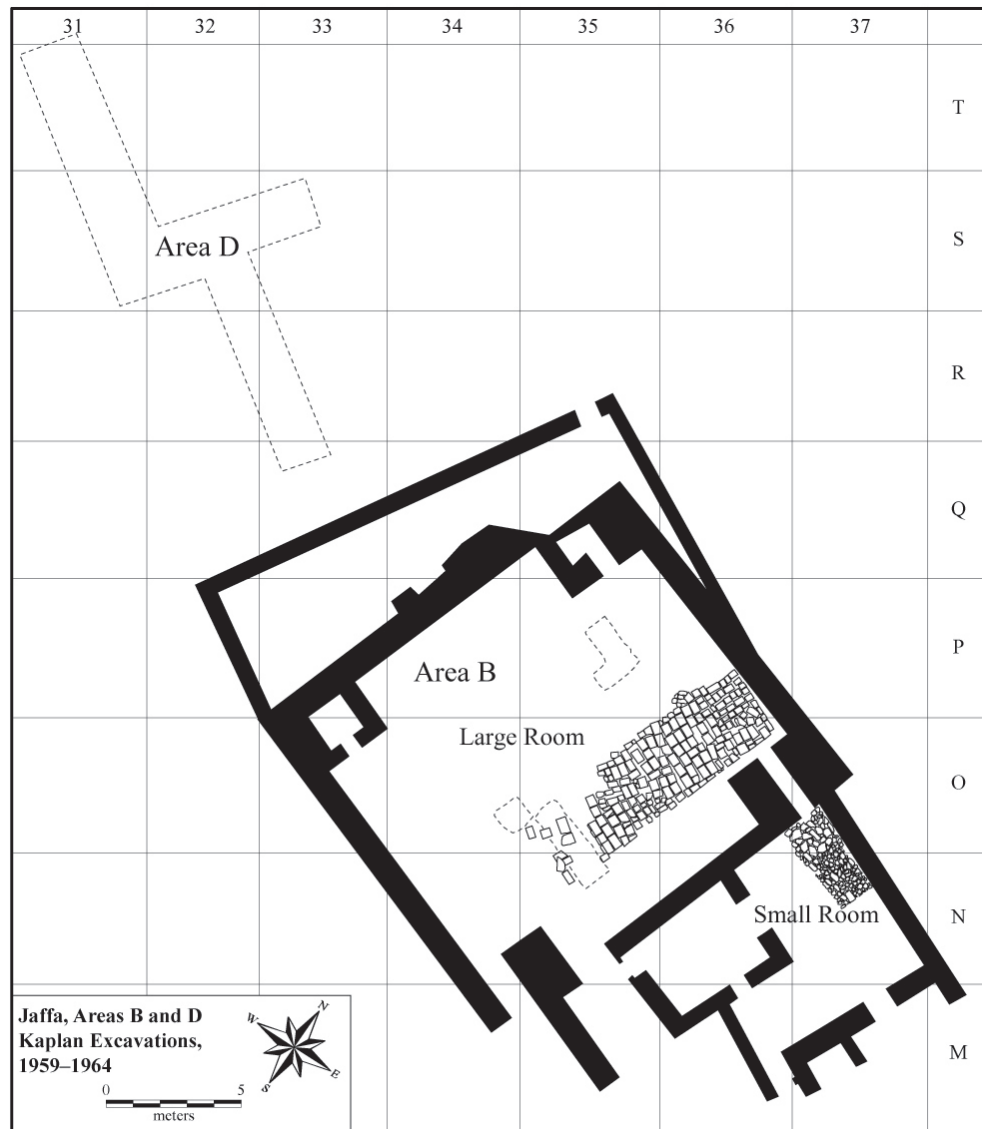 31 32 33 34 35 36 37
T
S
Area D
R
Q
P
Area B
Large Room
O
Small Room
N
Jaffa, Areas B and D
Kaplan Excavations,
1959–1964
N
W
E
S
0 5
meters
M